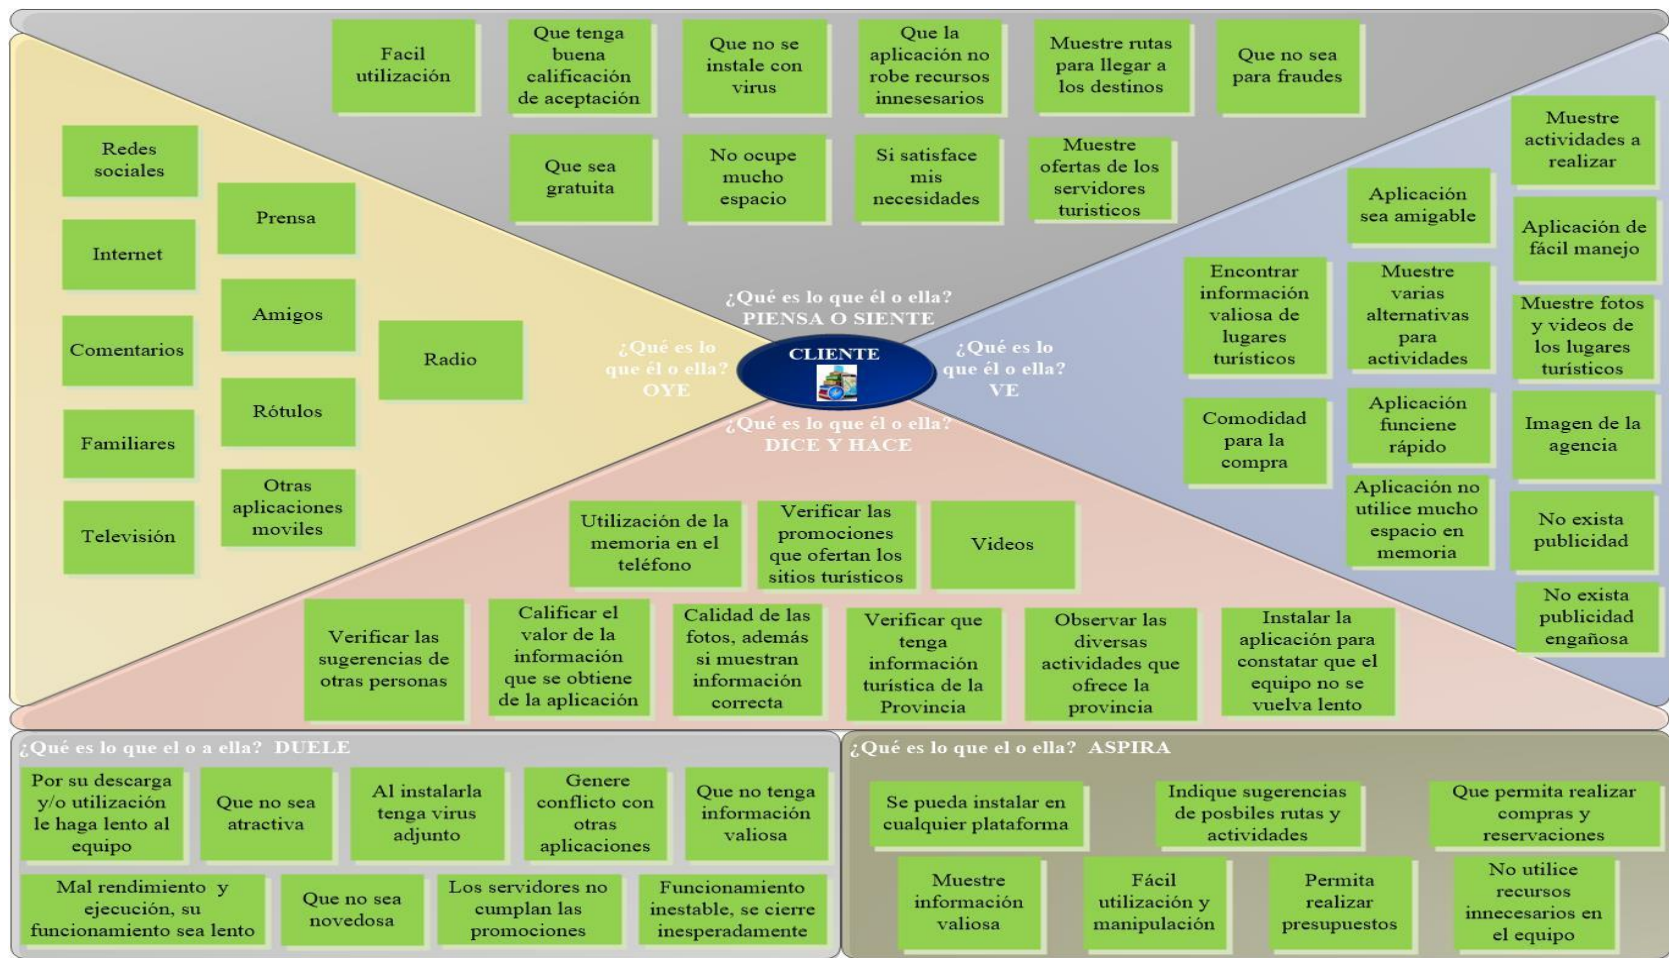 Facil
utilización
Que tenga
buena
calificación
de aceptación
Que no se
instale con
virus
Que la
aplicación no
robe recursos
innesesarios
Muestre rutas
para llegar a
los destinos
Que no sea
para fraudes
Que sea
gratuita
No ocupe
mucho
espacio
Si satisface
mis
necesidades
Muestre
ofertas de los
servidores
turisticos
¿Qué es lo que él o ella?
PIENSA O SIENTE
Redes
sociales
Internet
Comentarios
Familiares
Televisión
Prensa
Amigos
Rótulos
Otras
aplicaciones
moviles
Radio
¿Qué es lo
que él o ella?
OYE
CLIENTE
¿Qué es lo
que él o ella?
VE
Encontrar
información
valiosa de
lugares
turísticos
Comodidad
para la
compra
Aplicación
sea amigable
Muestre
varias
alternativas
para
actividades
Aplicación
funciene
rápido
Aplicación no
utilice mucho
espacio en
memoria
Muestre
actividades a
realizar
Aplicación de
fácil manejo
Muestre fotos
y videos de
los lugares
turísticos
Imagen de la
agencia
No exista
publicidad
No exista
publicidad
engañosa
¿Qué es lo que él o ella?
DICE Y HACE
Utilización de la
memoria en el
teléfono
Verificar las
promociones
que ofertan los
sitios turísticos
Videos
Verificar las
sugerencias de
otras personas
Calificar el
valor de la
información
que se obtiene
de la aplicación
Calidad de las
fotos, además
si muestran
información
correcta
Verificar que
tenga
información
turística de la
Provincia
Observar las
diversas
actividades que
ofrece la
provincia
Instalar la
aplicación para
constatar que el
equipo no se
vuelva lento
¿Qué es lo que el o a ella?  DUELE
Por su descarga
y/o utilización
le haga lento al
equipo
Que no sea
atractiva
Al instalarla
tenga virus
adjunto
Genere
conflicto con
otras
aplicaciones
Que no tenga
información
valiosa
Mal rendimiento  y
ejecución, su
funcionamiento sea lento
Que no sea
novedosa
Los servidores no
cumplan las
promociones
Funcionamiento
inestable, se cierre
inesperadamente
¿Qué es lo que el o ella?  ASPIRA
Se pueda instalar en
cualquier plataforma
Indique sugerencias
de posbiles rutas y
actividades
Que permita realizar
compras y
reservaciones
Muestre
información
valiosa
Fácil
utilización y
manipulación
Permita
realizar
presupuestos
No utilice
recursos
innecesarios en
el equipo